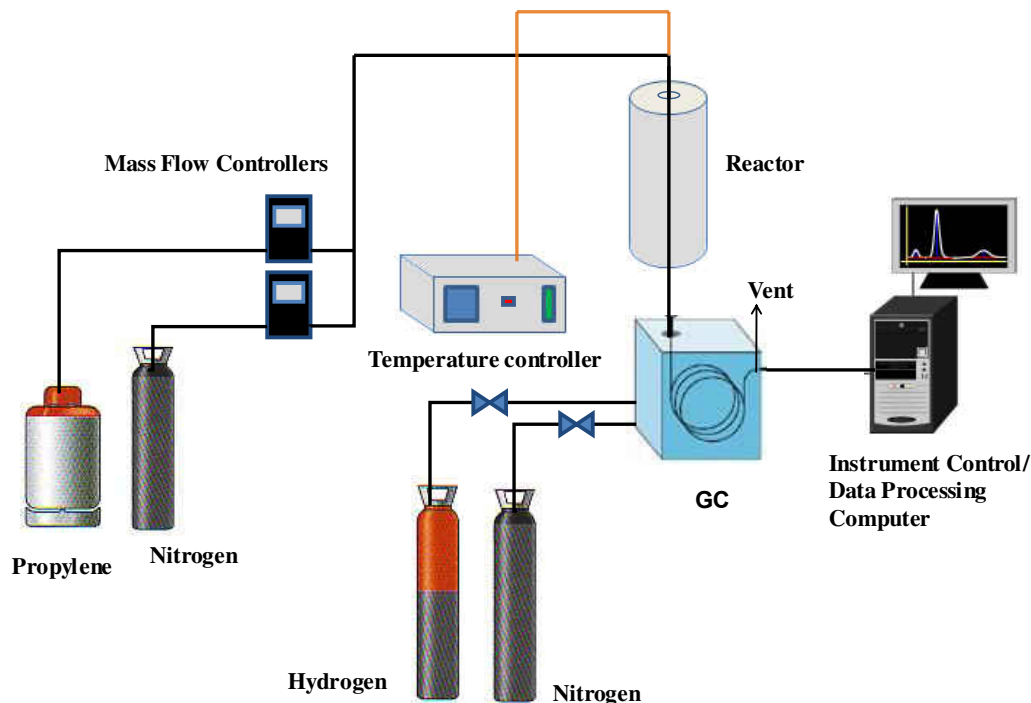 Mass Flow Controllers
Reactor
Vent
Temperature controller
Instrument Control/
Data Processing
Computer
GC
Propylene
Nitrogen
Hydrogen
Nitrogen